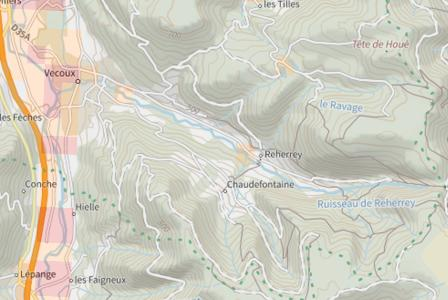 les Tilles
D35A
Tête de Houé
Vecoux
le Ravage
les Fèches
Reherrey
Conche
Chaudefontaine
Ruisseau de Reherrey
Hielle
Lépange
les Faigneux